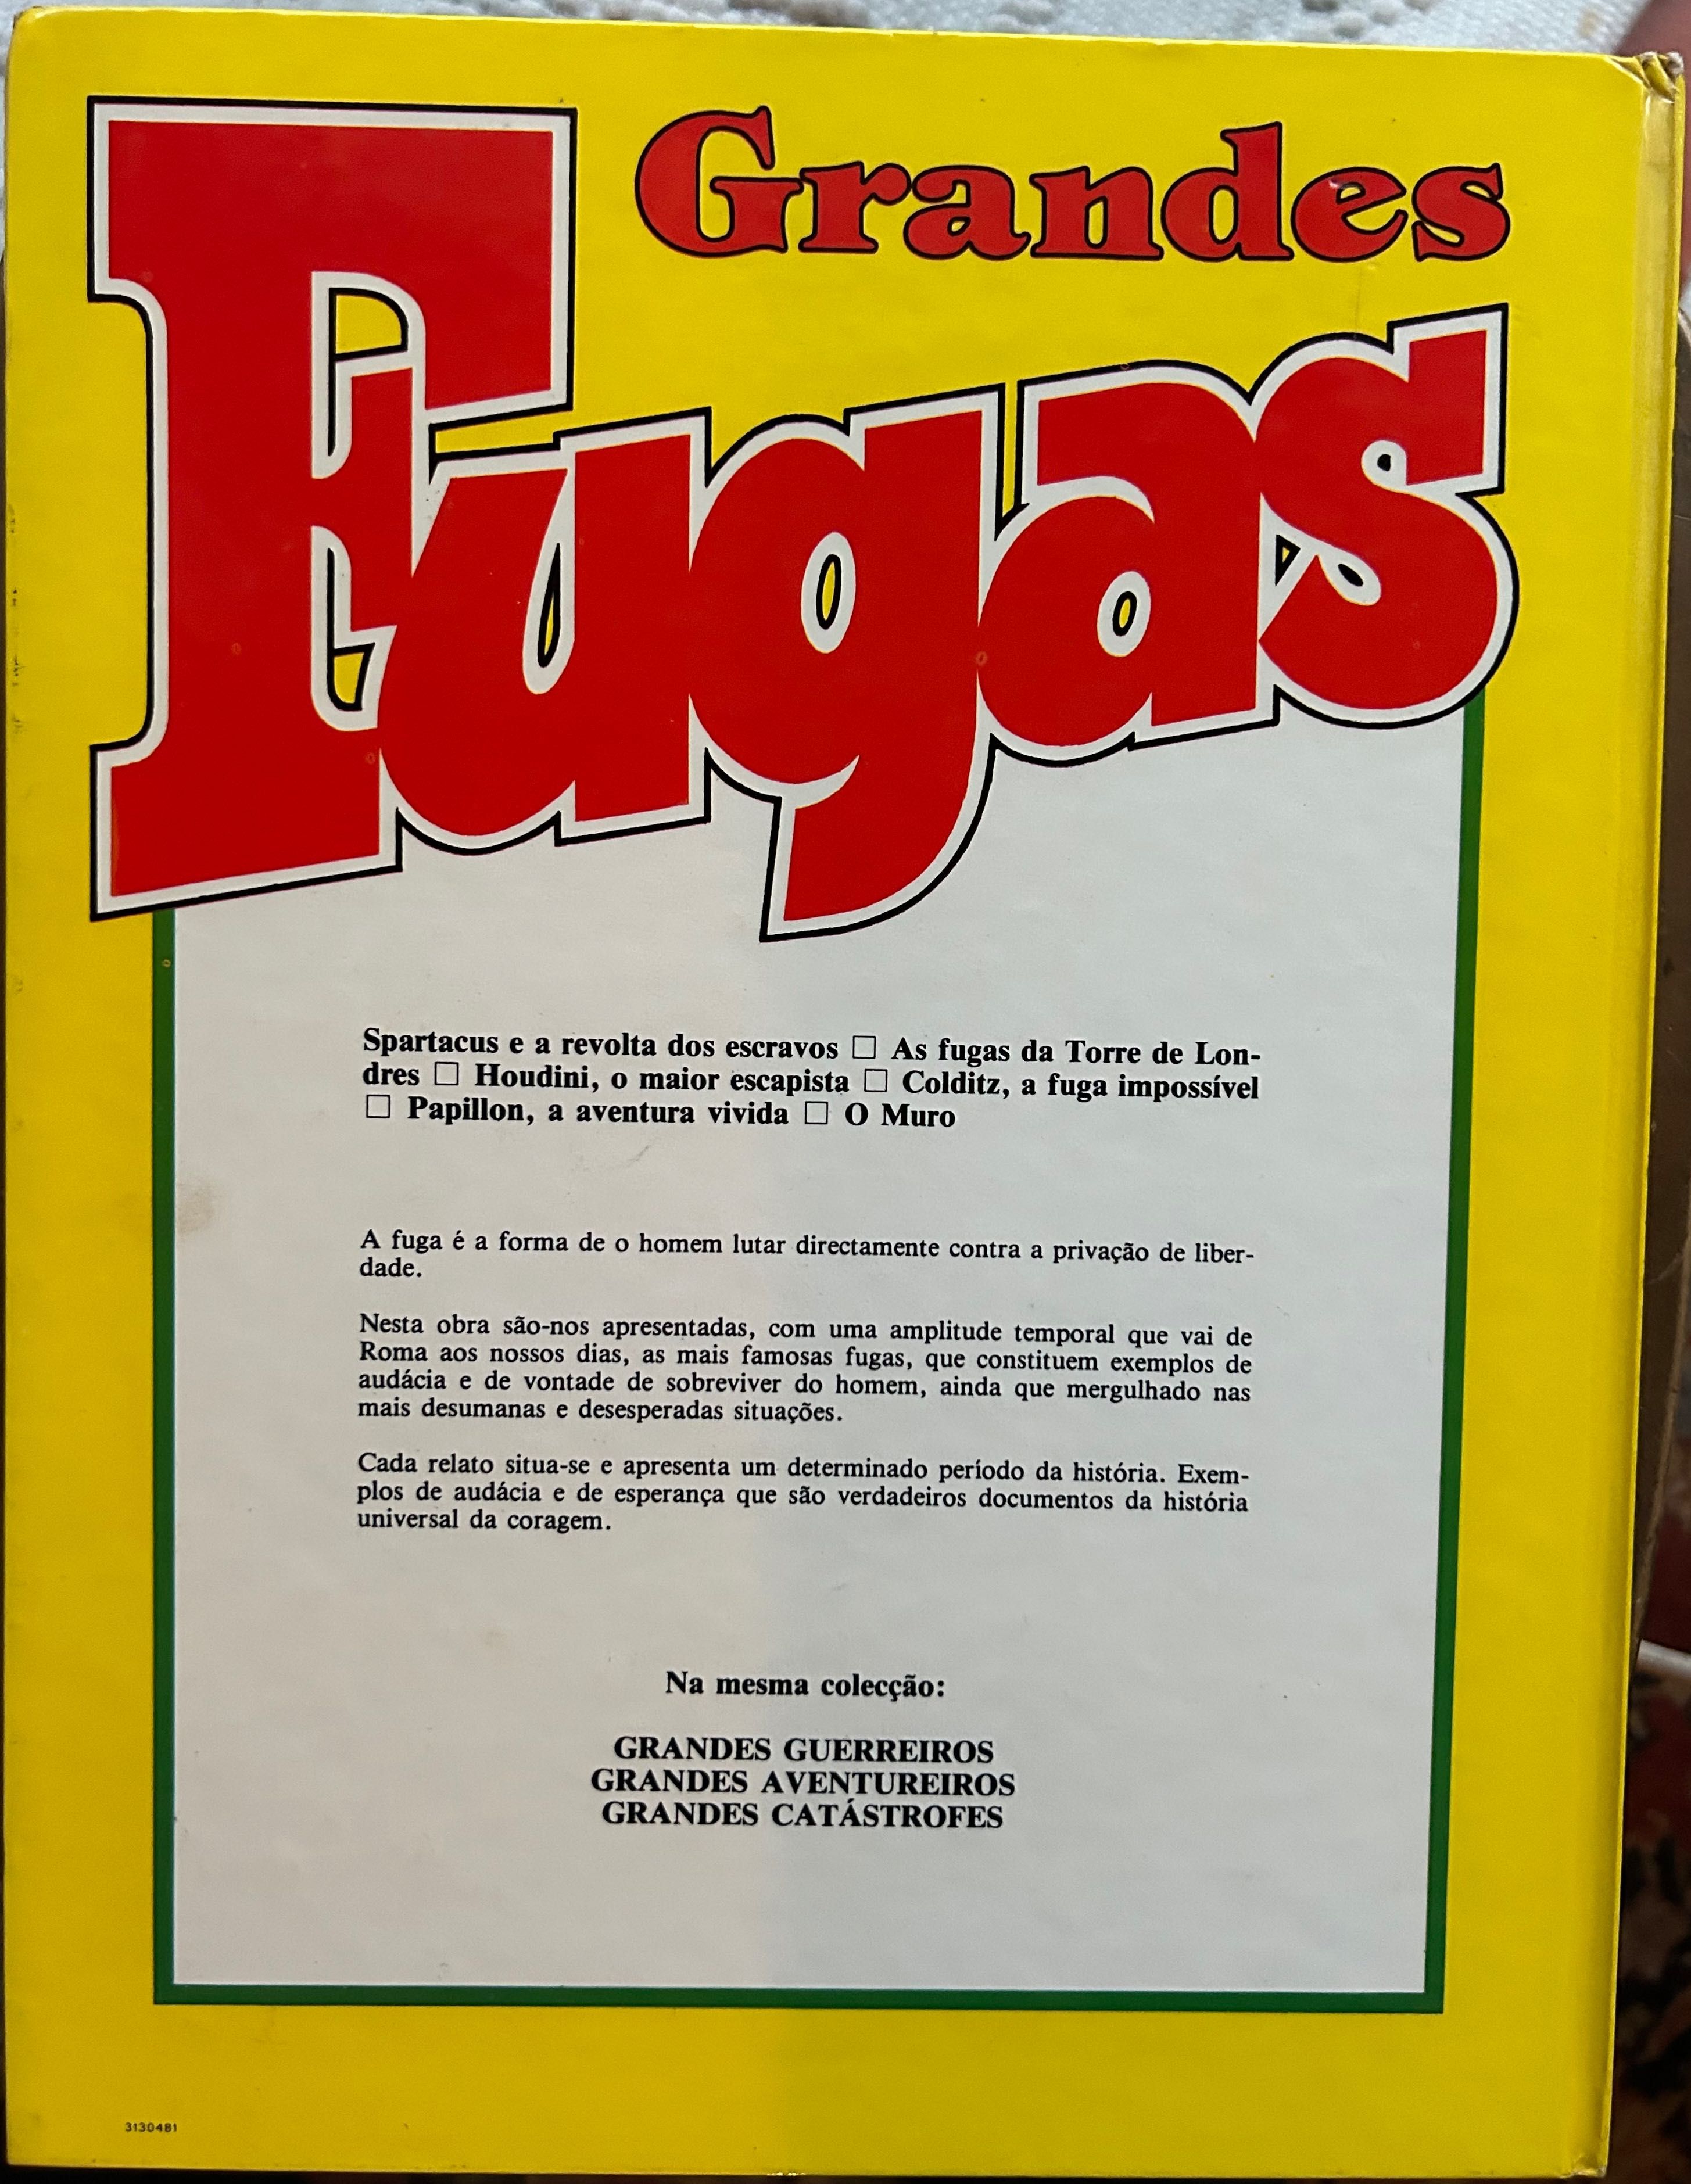 Grandes
Fugas
Spartacus e a revolta dos escravos □ As fugas da Torre de Lon-
dres □ Houdini, o maior escapista □ Colditz, a fuga impossível
□ Papillon, a aventura vivida □ O Muro
A fuga é a forma de o homem lutar directamente contra a privação de liber-
dade.
Nesta obra são-nos apresentadas, com uma amplitude temporal que vai de
Roma aos nossos dias, as mais famosas fugas, que constituem exemplos de
audácia e de vontade de sobreviver do homem, ainda que mergulhado nas
mais desumanas e desesperadas situações.
Cada relato situa-se e apresenta um determinado período da história. Exem-
plos de audácia e de esperança que são verdadeiros documentos da história
universal da coragem.
Na mesma colecção:
GRANDES GUERREIROS
GRANDES AVENTUREIROS
GRANDES CATÁSTROFES
3130481